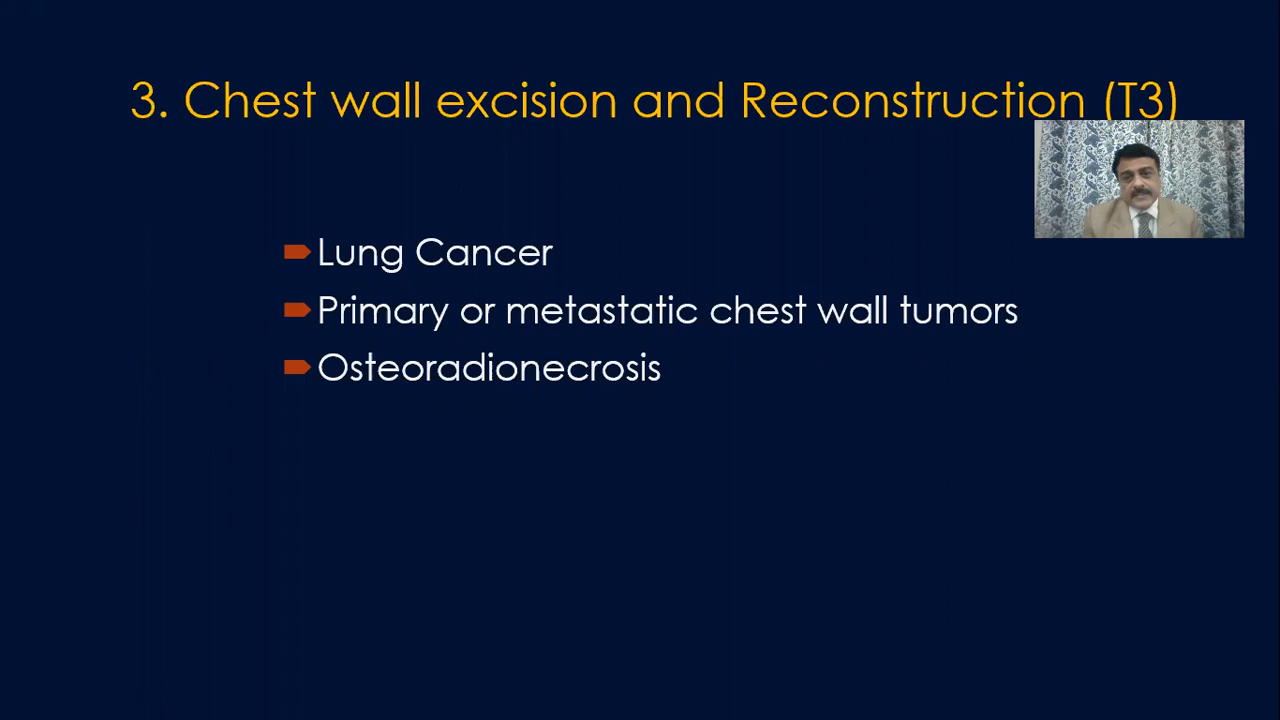 3. Chest wall excision and Reconstruction (T3)
Lung Cancer
Primary or metastatic chest wall tumors
Osteoradionecrosis